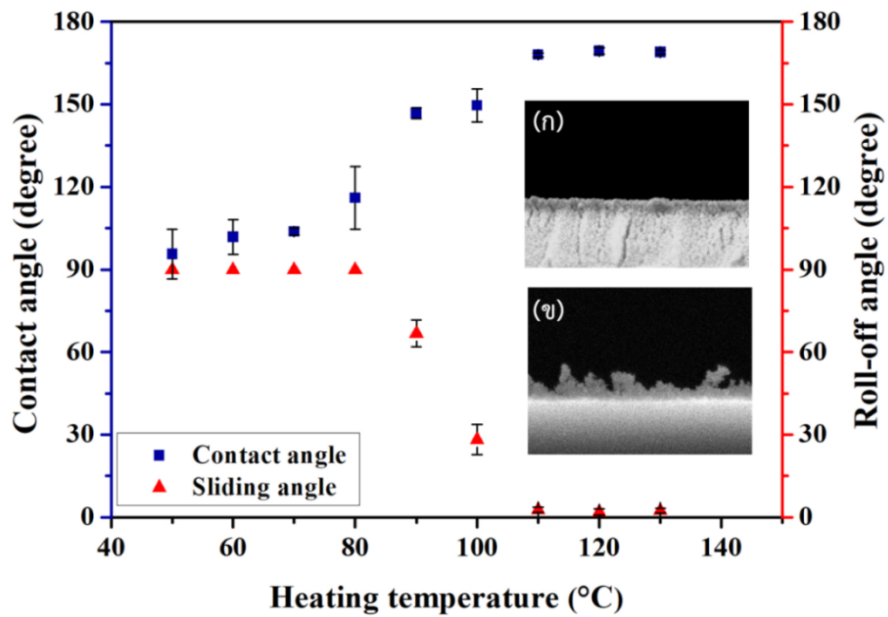 180
150
120
90
60
30
0
Contact angle (degree)
180
150
120
90
60
30
0
Roll-off angle (degree)
(ก)
(ข)
Contact angle
Sliding angle
40
60
80
100
120
140
Heating temperature (°C)